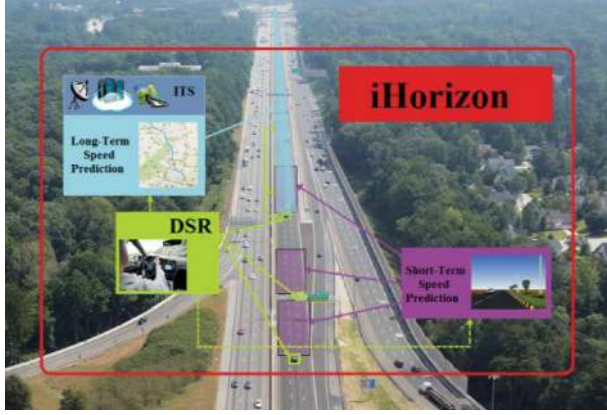 iHorizon
ITS
Long-Term
Speed
Prediction
DSR
Short-Term
Speed
Prediction